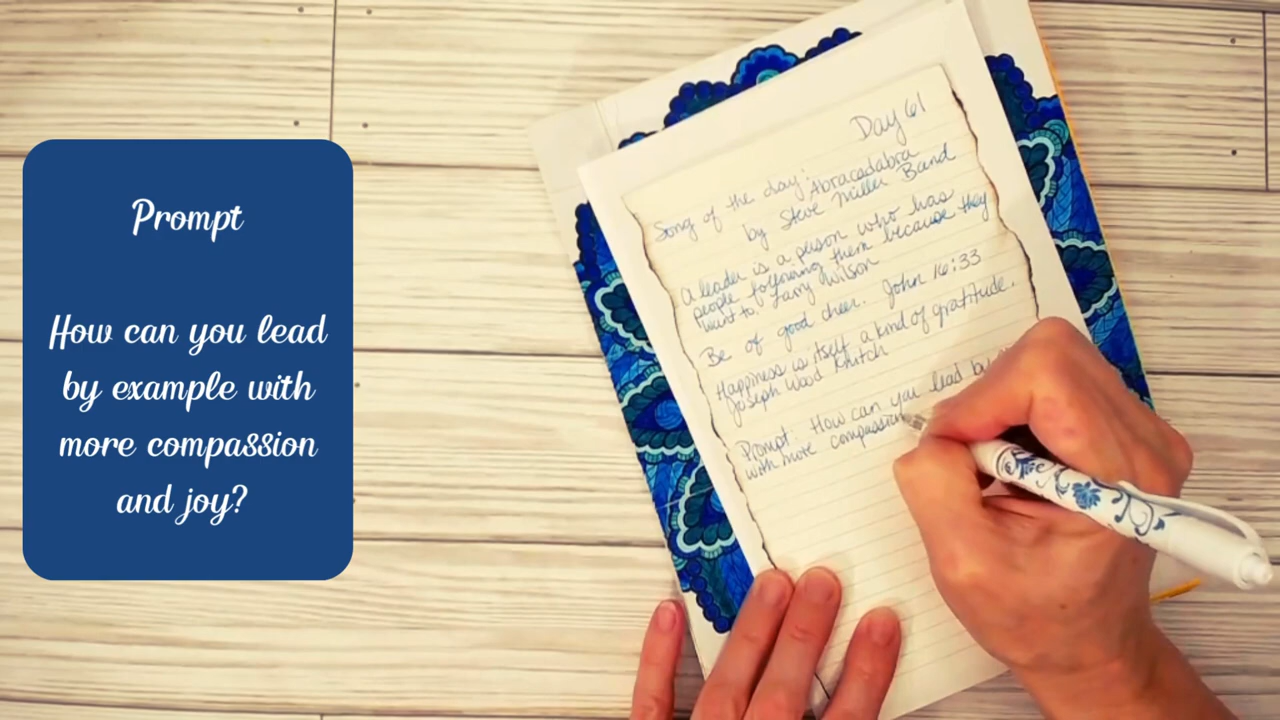 Prompt
How can you lead
by example with
more compassion
and joy?
Day 61
Song of the day: Abracadabra
by Steve Miller Band
A leader is a person who has
people following them because they
want to. Larry Wilson
Be of good cheer. John 16:33
Happiness is itself a kind of gratitude.
Joseph Wood Krutch
Prompt: How can you lead by
with more compassion